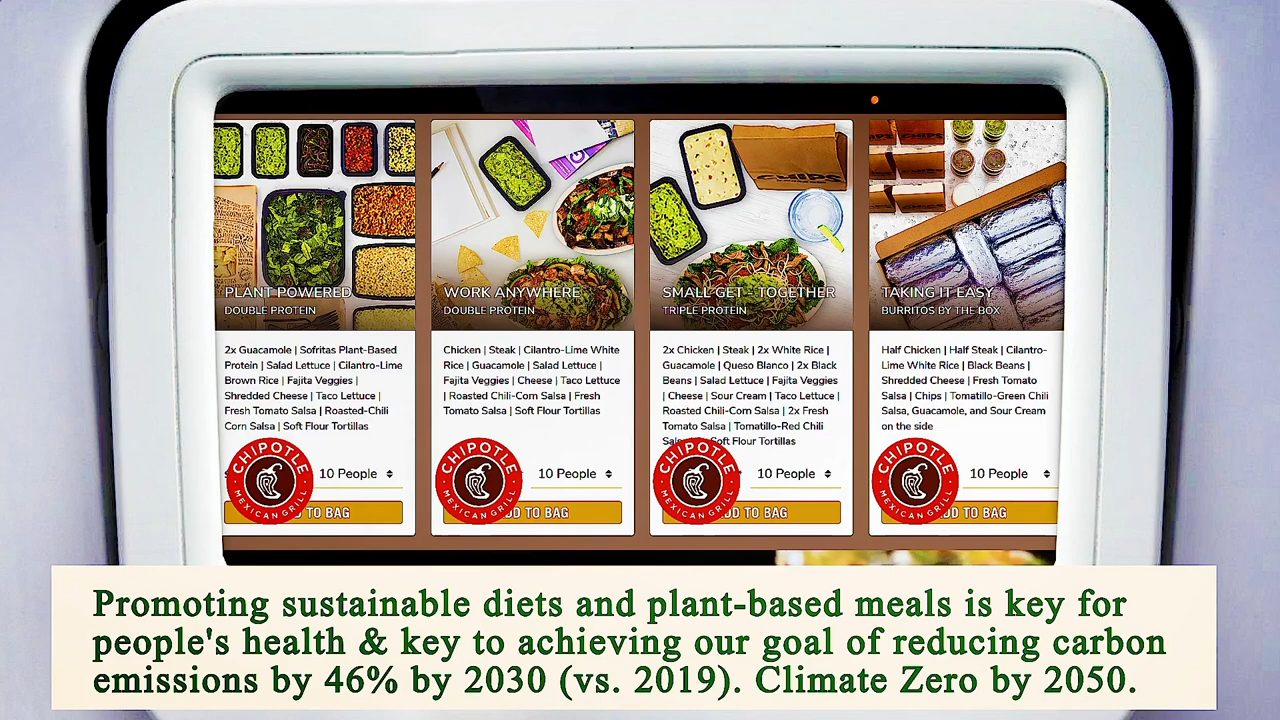 CHIPS
CHIPS
PLANT POWERED
DOUBLE PROTEIN
2x Guacamole | Sofritas Plant-Based
Protein | Salad Lettuce | Cilantro-Lime
Brown Rice | Fajita Veggies |
Shredded Cheese | Taco Lettuce |
Fresh Tomato Salsa | Roasted-Chili
Corn Salsa | Soft Flour Tortillas
CHIPOTLE
MEXICAN GRILL
10 People
TO BAG
WORK ANYWHERE
DOUBLE PROTEIN
Chicken | Steak | Cilantro-Lime White
Rice | Guacamole | Salad Lettuce |
Fajita Veggies | Cheese | Taco Lettuce
| Roasted Chili-Corn Salsa | Fresh
Tomato Salsa | Soft Flour Tortillas
CHIPOTLE
MEXICAN GRILL
10 People
TO BAG
SMALL GET - TOGETHER
TRIPLE PROTEIN
2x Chicken | Steak | 2x White Rice |
Guacamole | Queso Blanco | 2x Black
Beans | Salad Lettuce | Fajita Veggies
| Cheese | Sour Cream | Taco Lettuce |
Roasted Chili-Corn Salsa | 2x Fresh
Tomato Salsa | Tomatillo-Red Chili
Soft Flour Tortillas
CHIPOTLE
MEXICAN GRILL
10 People
TO BAG
TAKING IT EASY
BURRITOS BY THE BOX
Half Chicken | Half Steak | Cilantro-
Lime White Rice | Black Beans |
Shredded Cheese | Fresh Tomato
Salsa | Chips | Tomatillo-Green Chili
Salsa, Guacamole, and Sour Cream
on the side
CHIPOTLE
MEXICAN GRILL
10 People
TO BAG
Promoting sustainable diets and plant-based meals is key for
people's health & key to achieving our goal of reducing carbon
emissions by 46% by 2030 (vs. 2019). Climate Zero by 2050.